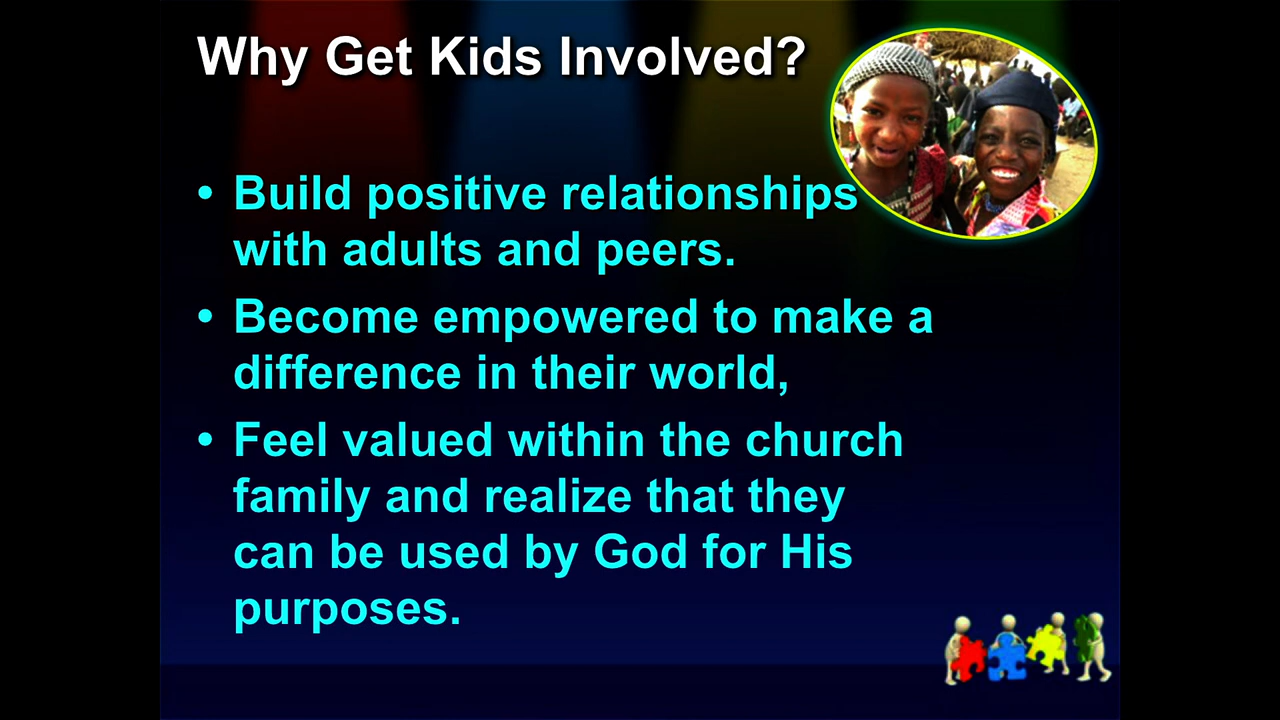 Why Get Kids Involved?
• Build positive relationships
with adults and peers.
• Become empowered to make a
difference in their world,
• Feel valued within the church
family and realize that they
can be used by God for His
purposes.